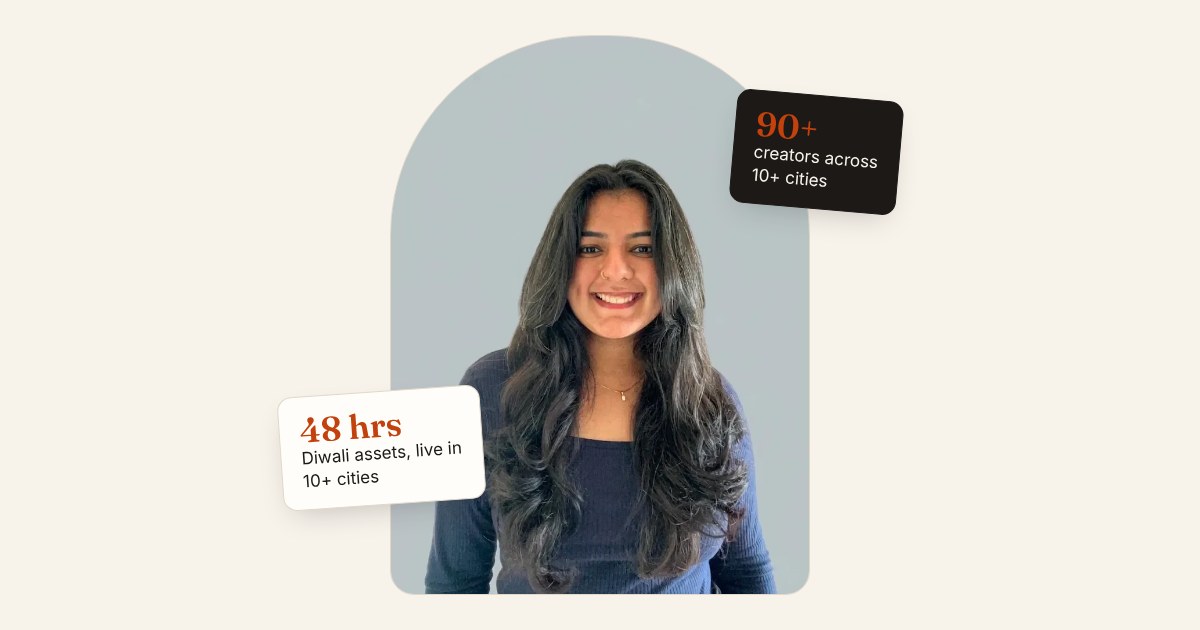 90+
creators across
10+ cities
48 hrs
Diwali assets, live in
10+ cities